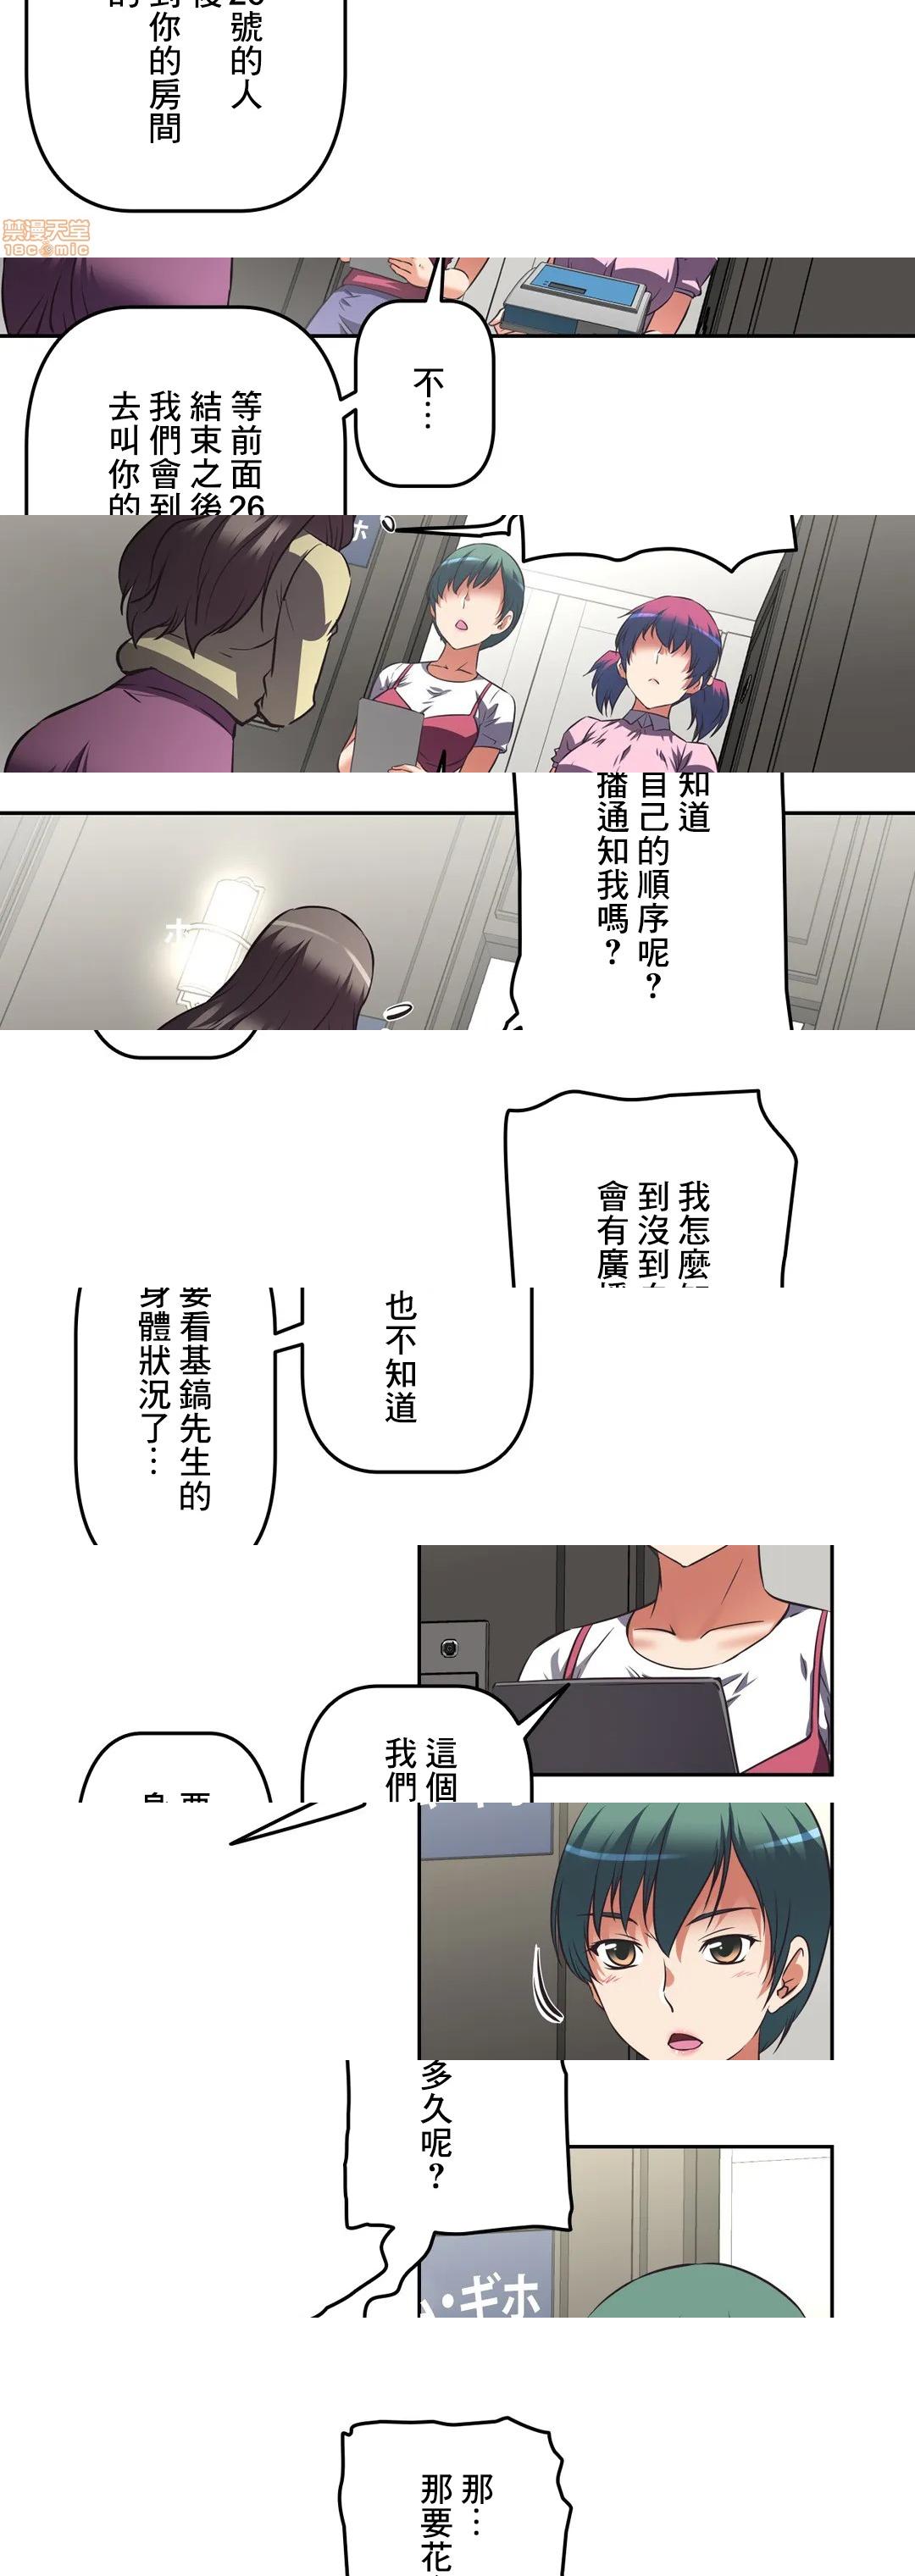 號的人
到你的房間
的
禁漫天堂
18comic
不…
等前面26
結束之後
我們會到
去叫你的
ホ
知道
自己的順序呢?
播通知我嗎?
ホ
我怎麼
到沒到
會有廣
也不知道
要看基鎬先生的
身體狀況了…
這個
我們
多久呢?
・ギホ
那…
那要花